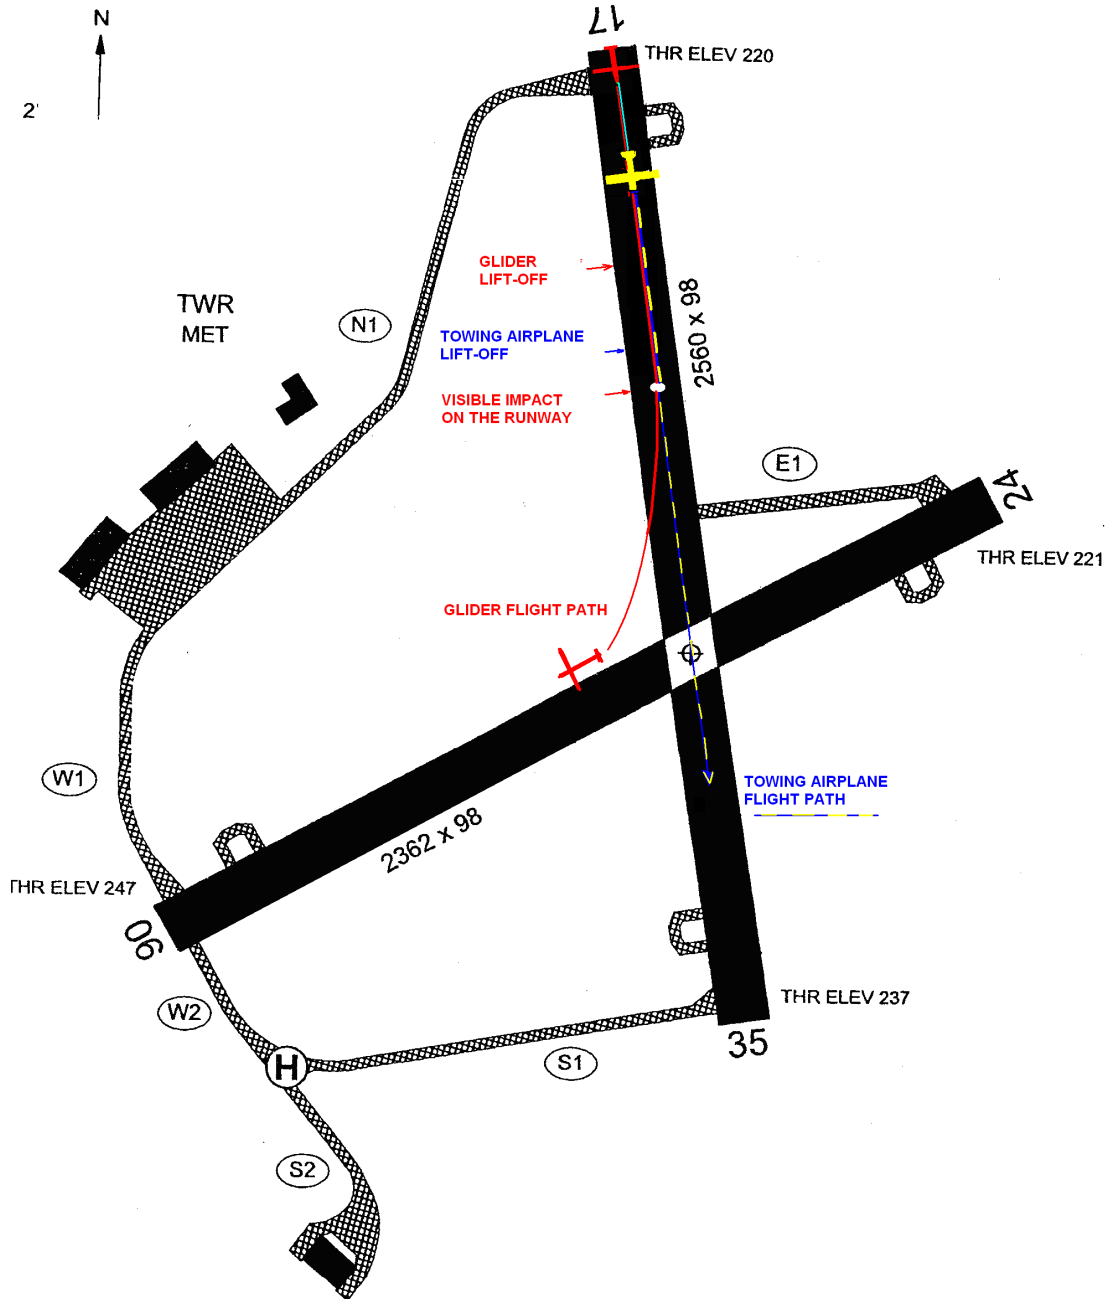 N
17
THR ELEV 220
2'
GLIDER
LIFT-OFF
TWR
MET
N1
2560 x 98
TOWING AIRPLANE
LIFT-OFF
VISIBLE IMPACT
ON THE RUNWAY
E1
24
THR ELEV 221
GLIDER FLIGHT PATH
W1
TOWING AIRPLANE
FLIGHT PATH
2362 x 98
THR ELEV 247
06
W2
THR ELEV 237
35
H
S1
S2